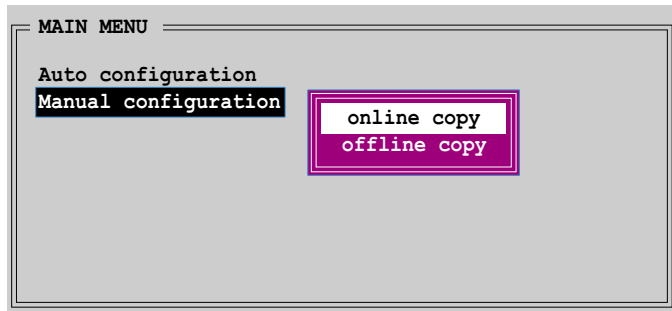 MAIN MENU
Auto configuration
Manual configuration
online copy
offline copy